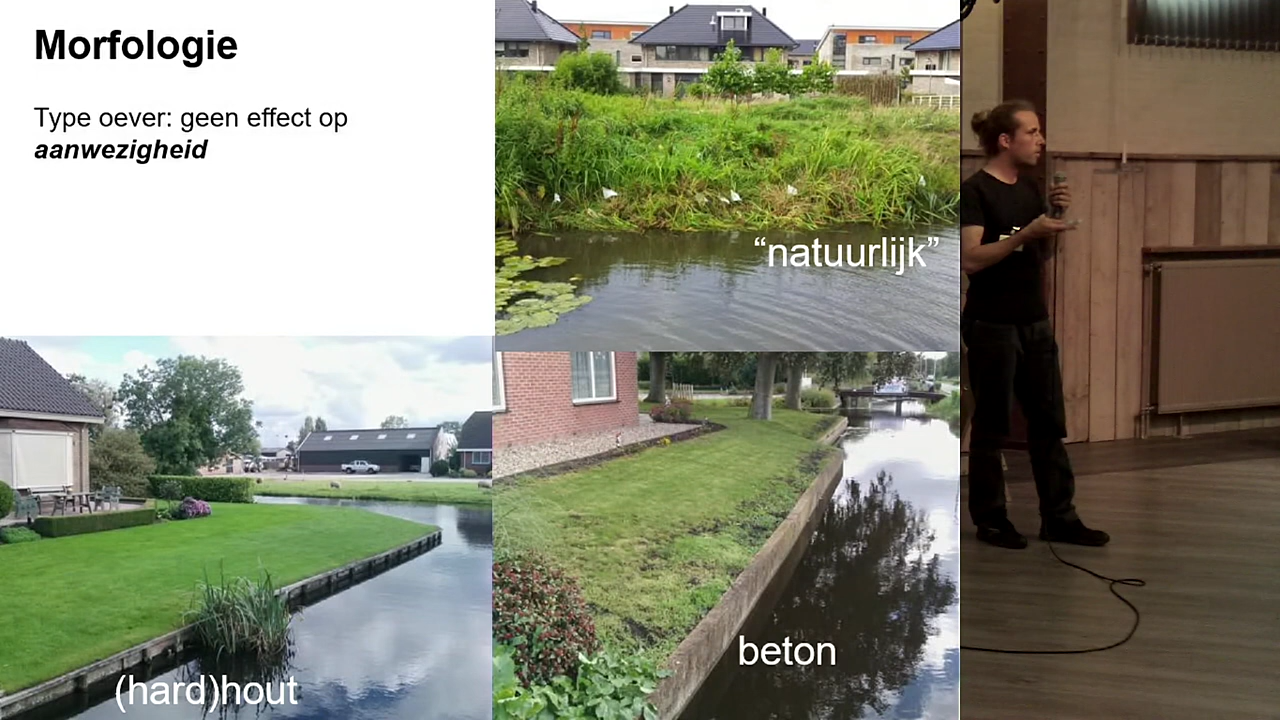 Morfologie
Type oever: geen effect op
aanwezigheid
“natuurlijk”
(hard)hout
beton